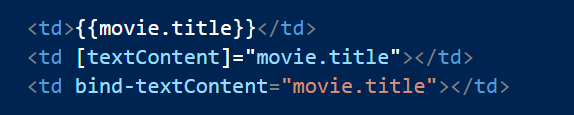 <td>{{movie.title}}</td>
<td [textContent]="movie.title"></td>
<td bind-textContent="movie.title"></td>